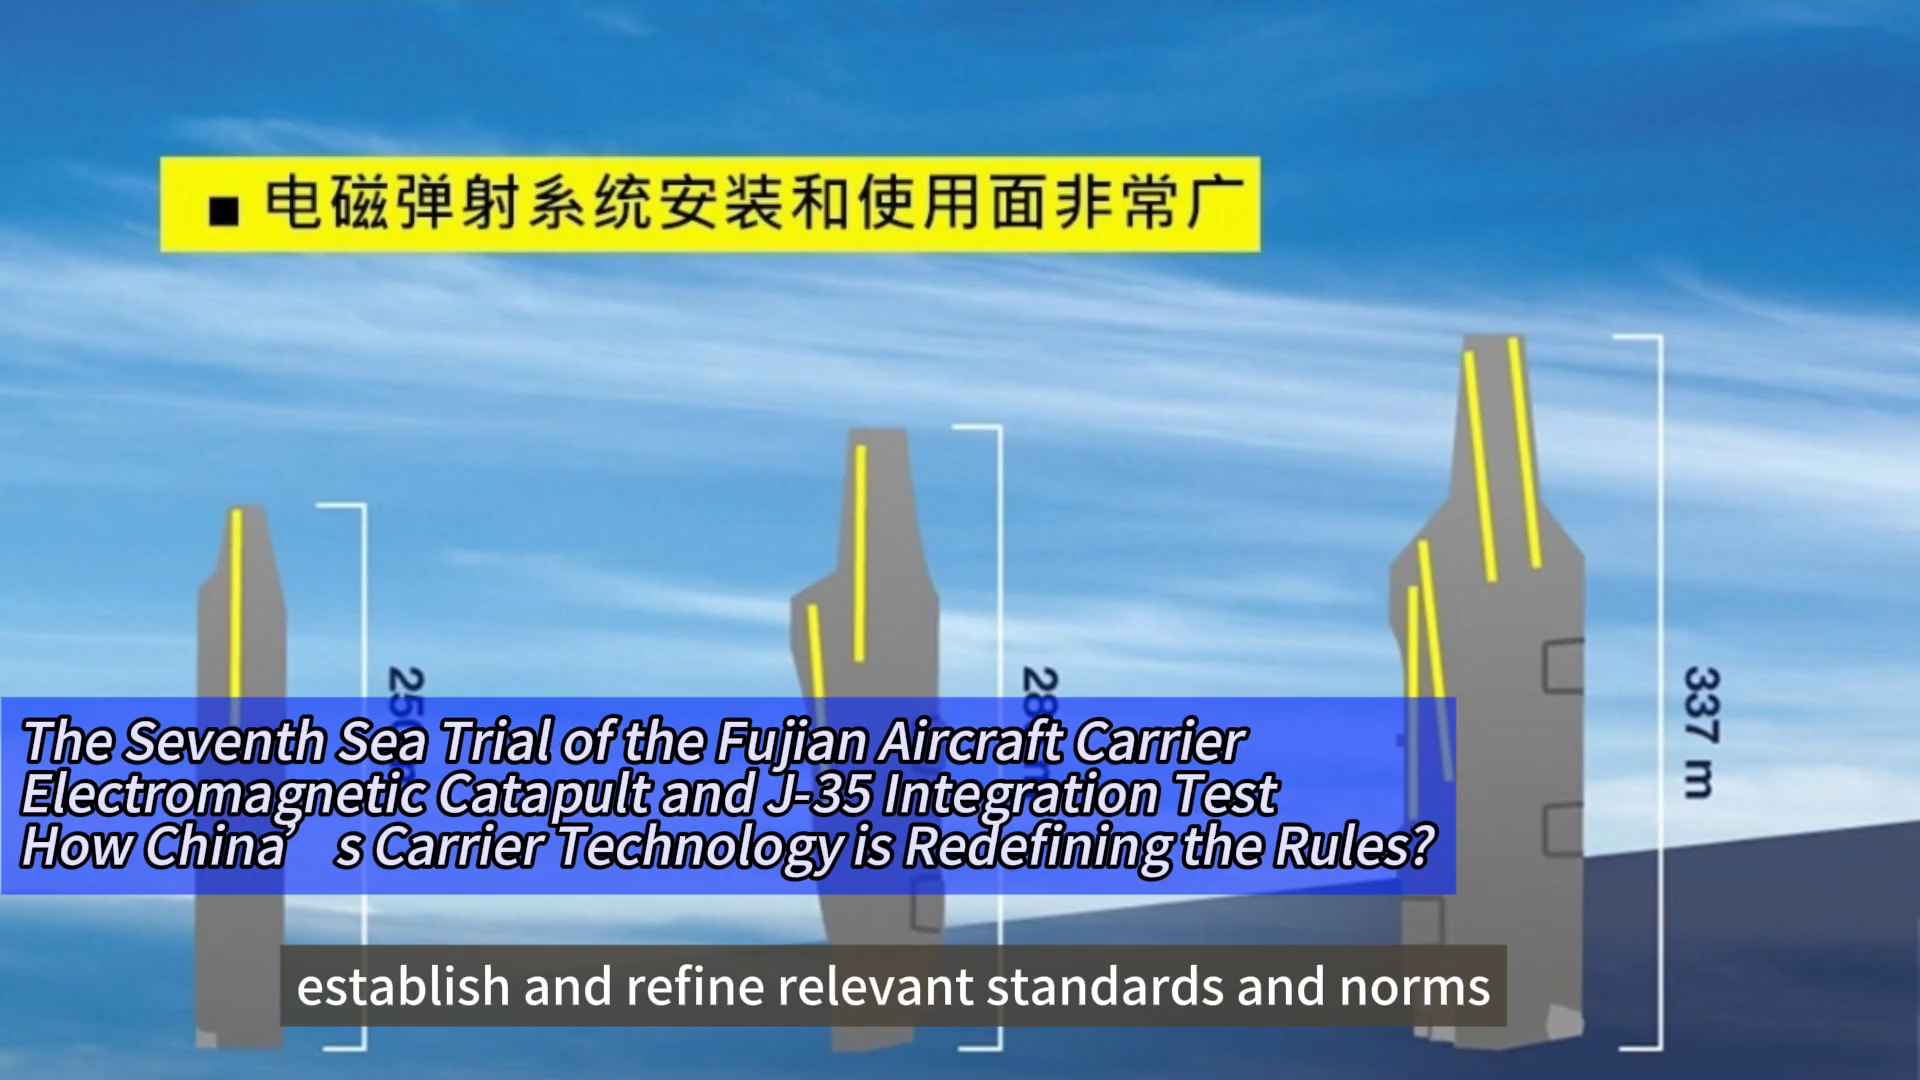 ■ 电磁弹射系统安装和使用面非常广
337 m
The Seventh Sea Trial of the Fujian Aircraft Carrier
Electromagnetic Catapult and J-35 Integration Test
How China’s Carrier Technology is Redefining the Rules?
establish and refine relevant standards and norms